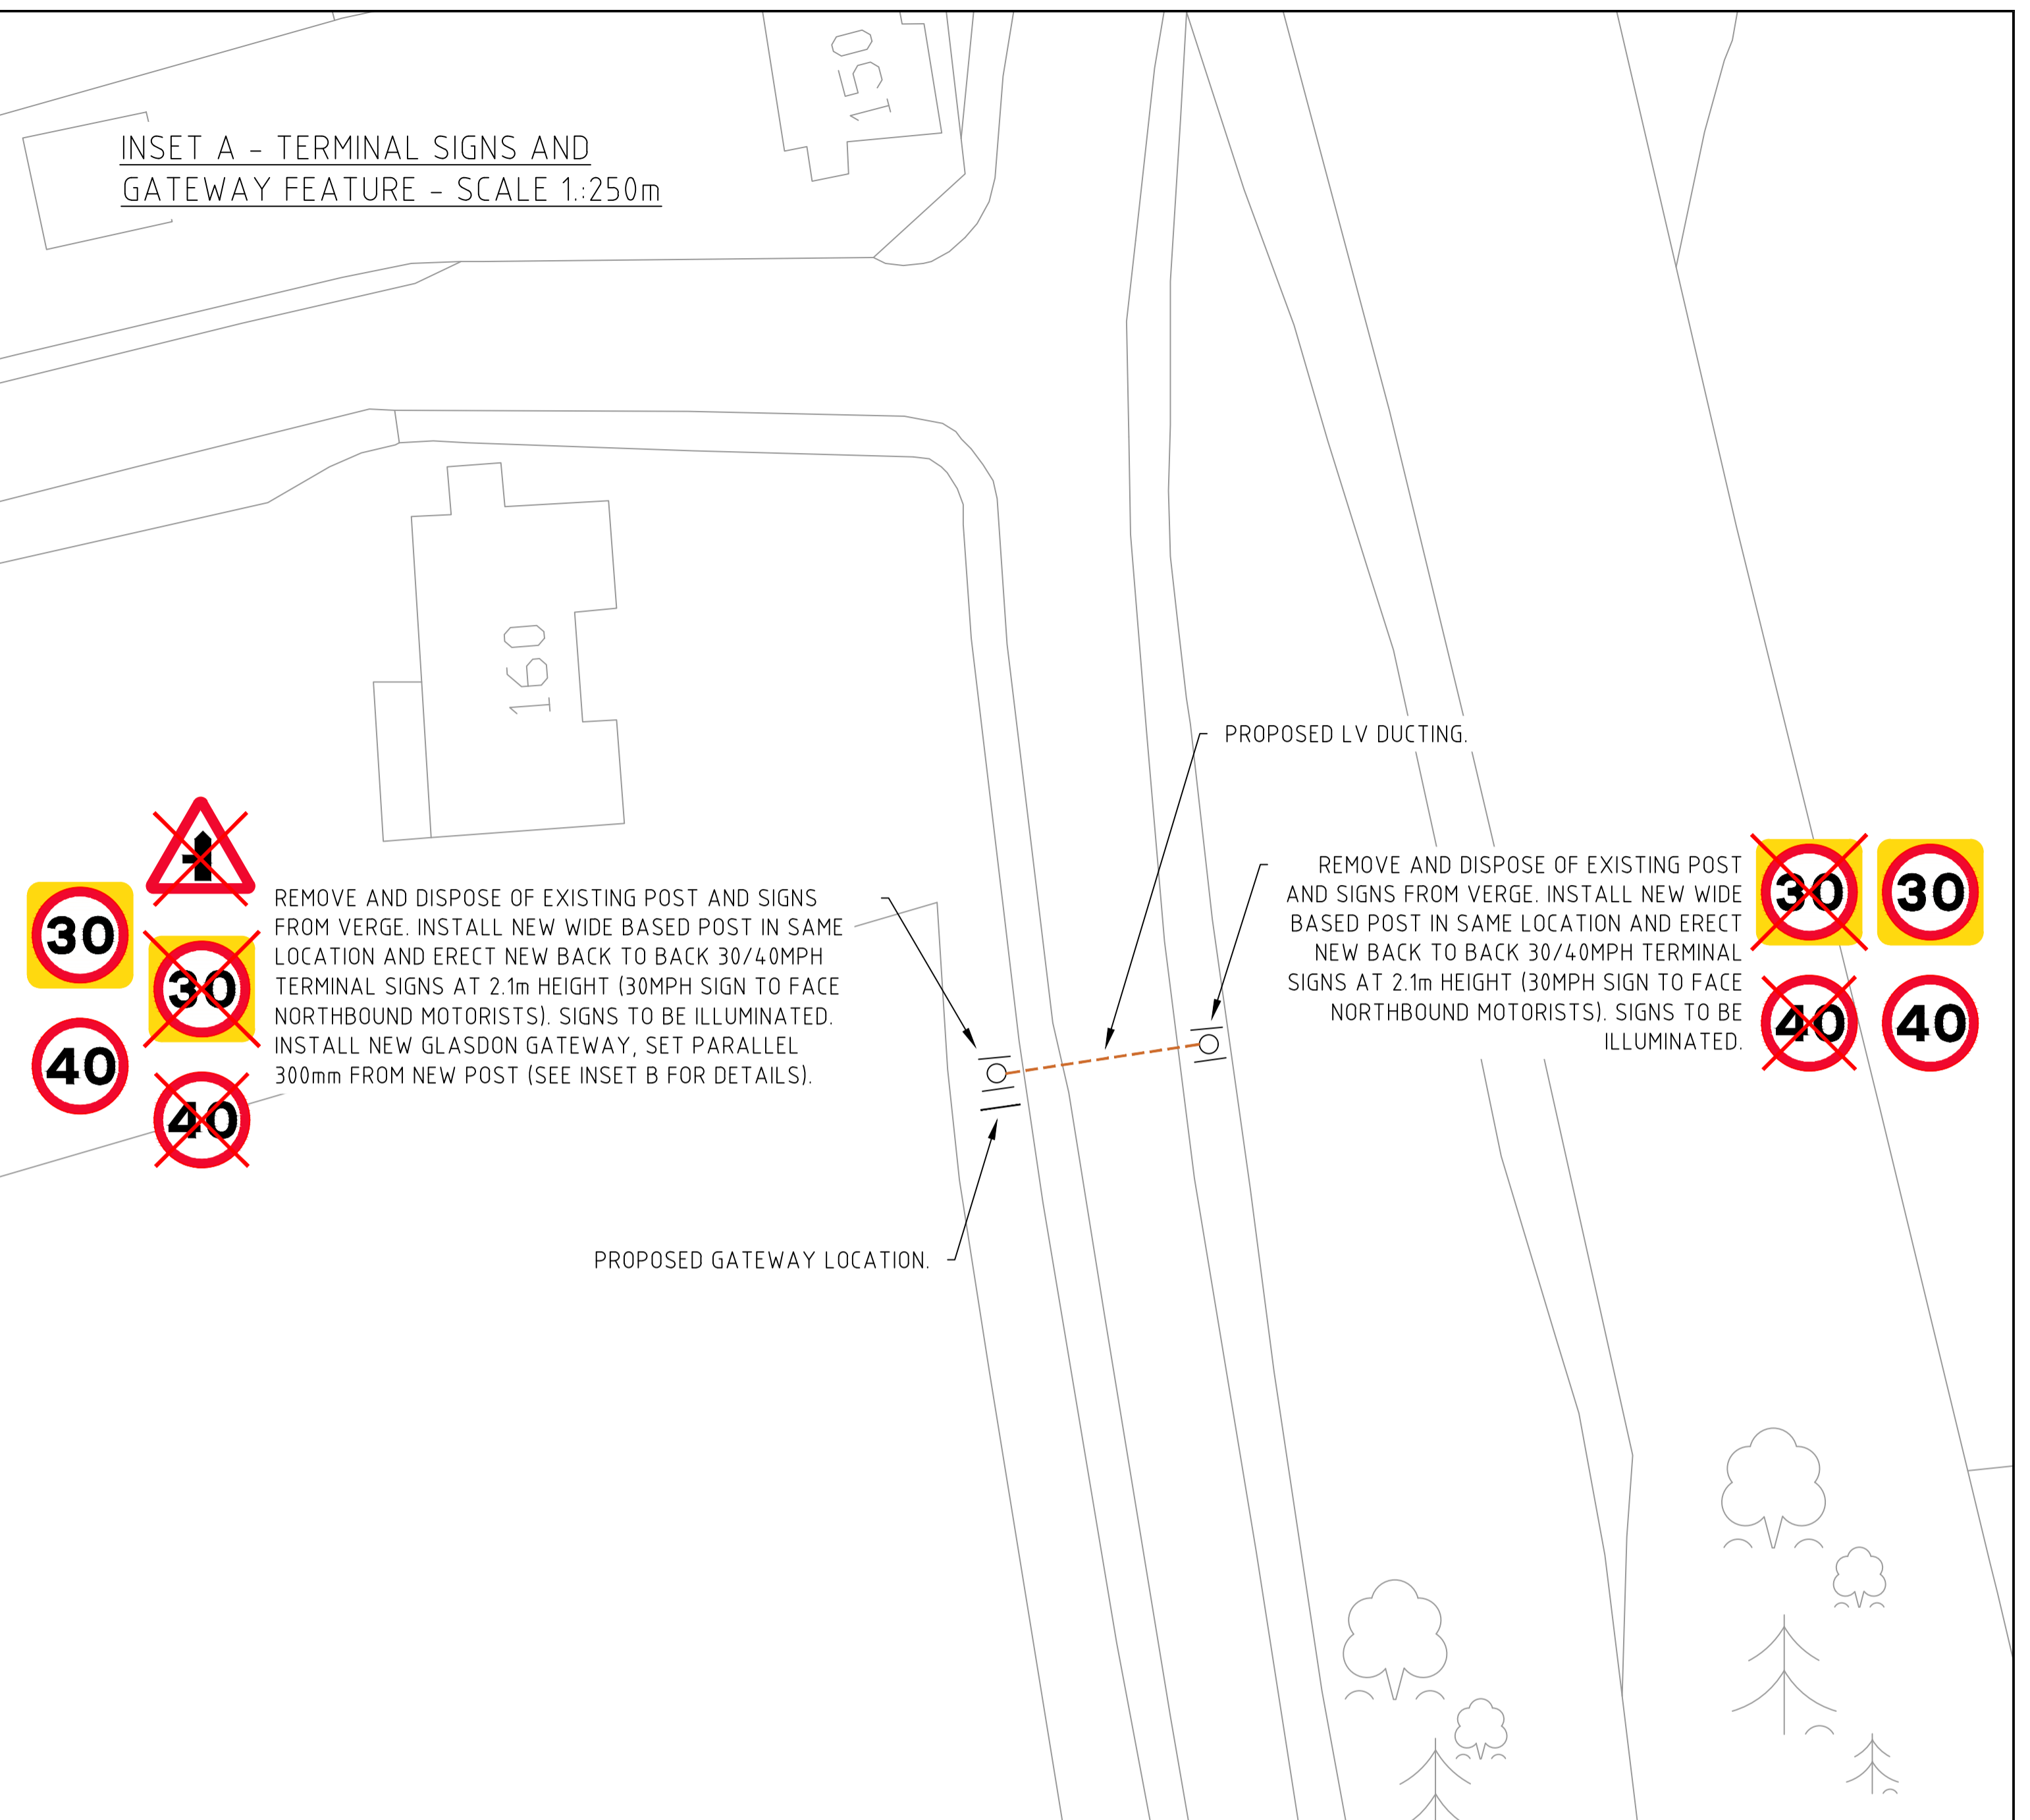 150
INSET A - TERMINAL SIGNS AND
GATEWAY FEATURE - SCALE 1.:250m
160
PROPOSED LV DUCTING.
30
30
40
40
REMOVE AND DISPOSE OF EXISTING POST AND SIGNS
FROM VERGE. INSTALL NEW WIDE BASED POST IN SAME
LOCATION AND ERECT NEW BACK TO BACK 30/40MPH
TERMINAL SIGNS AT 2.1m HEIGHT (30MPH SIGN TO FACE
NORTHBOUND MOTORISTS). SIGNS TO BE ILLUMINATED.
INSTALL NEW GLASDON GATEWAY, SET PARALLEL
300mm FROM NEW POST (SEE INSET B FOR DETAILS).
REMOVE AND DISPOSE OF EXISTING POST
AND SIGNS FROM VERGE. INSTALL NEW WIDE
BASED POST IN SAME LOCATION AND ERECT
NEW BACK TO BACK 30/40MPH TERMINAL
SIGNS AT 2.1m HEIGHT (30MPH SIGN TO FACE
NORTHBOUND MOTORISTS). SIGNS TO BE
ILLUMINATED.
30
30
40
40
PROPOSED GATEWAY LOCATION.